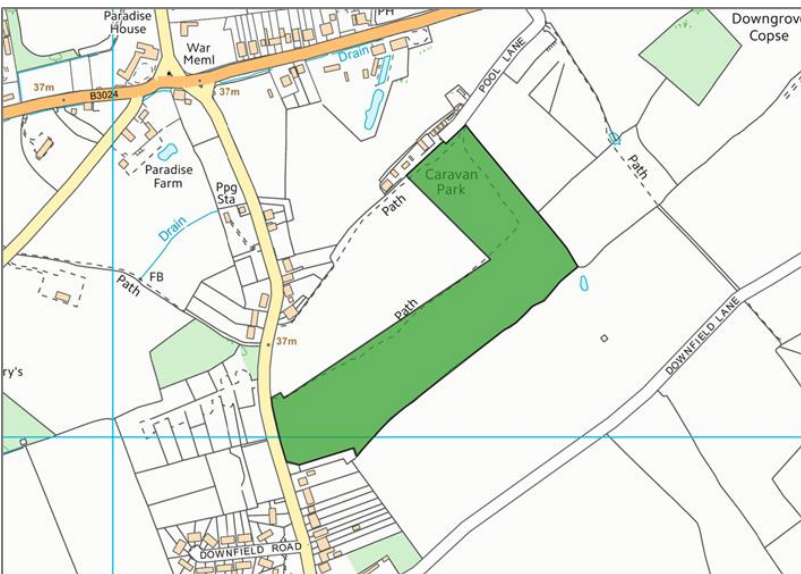 Paradise
House
PH
Downgrov
Copse
War
Meml
Drain
37m
B3024
37m
POOL LANE
Paradise
Farm
Caravan
Park
Path
Ppg
Sta
Path
Drain
FB
Path
Path
37m
DOWNFIELD LANE
ry's
DOWNFIELD ROAD